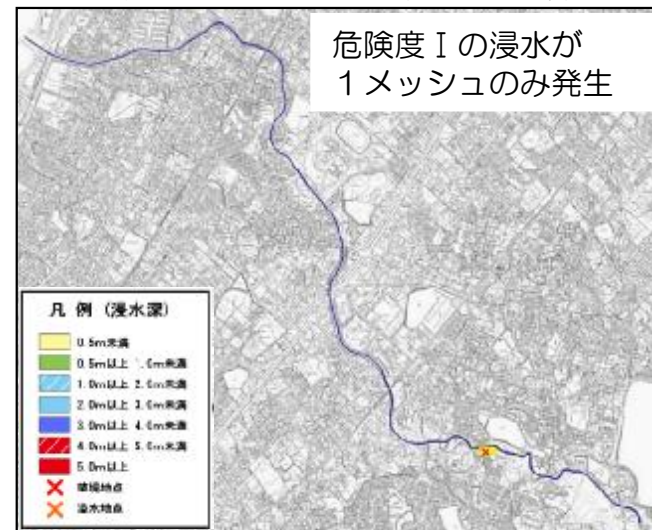 危険度Ⅰの浸水が
１メッシュのみ発生
凡 例 (浸水深)
0.5m未満
0.5m以上 1.0m未満
1.0m以上 2.0m未満
2.0m以上 3.0m未満
3.0m以上 4.0m未満
4.0m以上 5.0m未満
5.0m以上
破堤地点
溢水地点